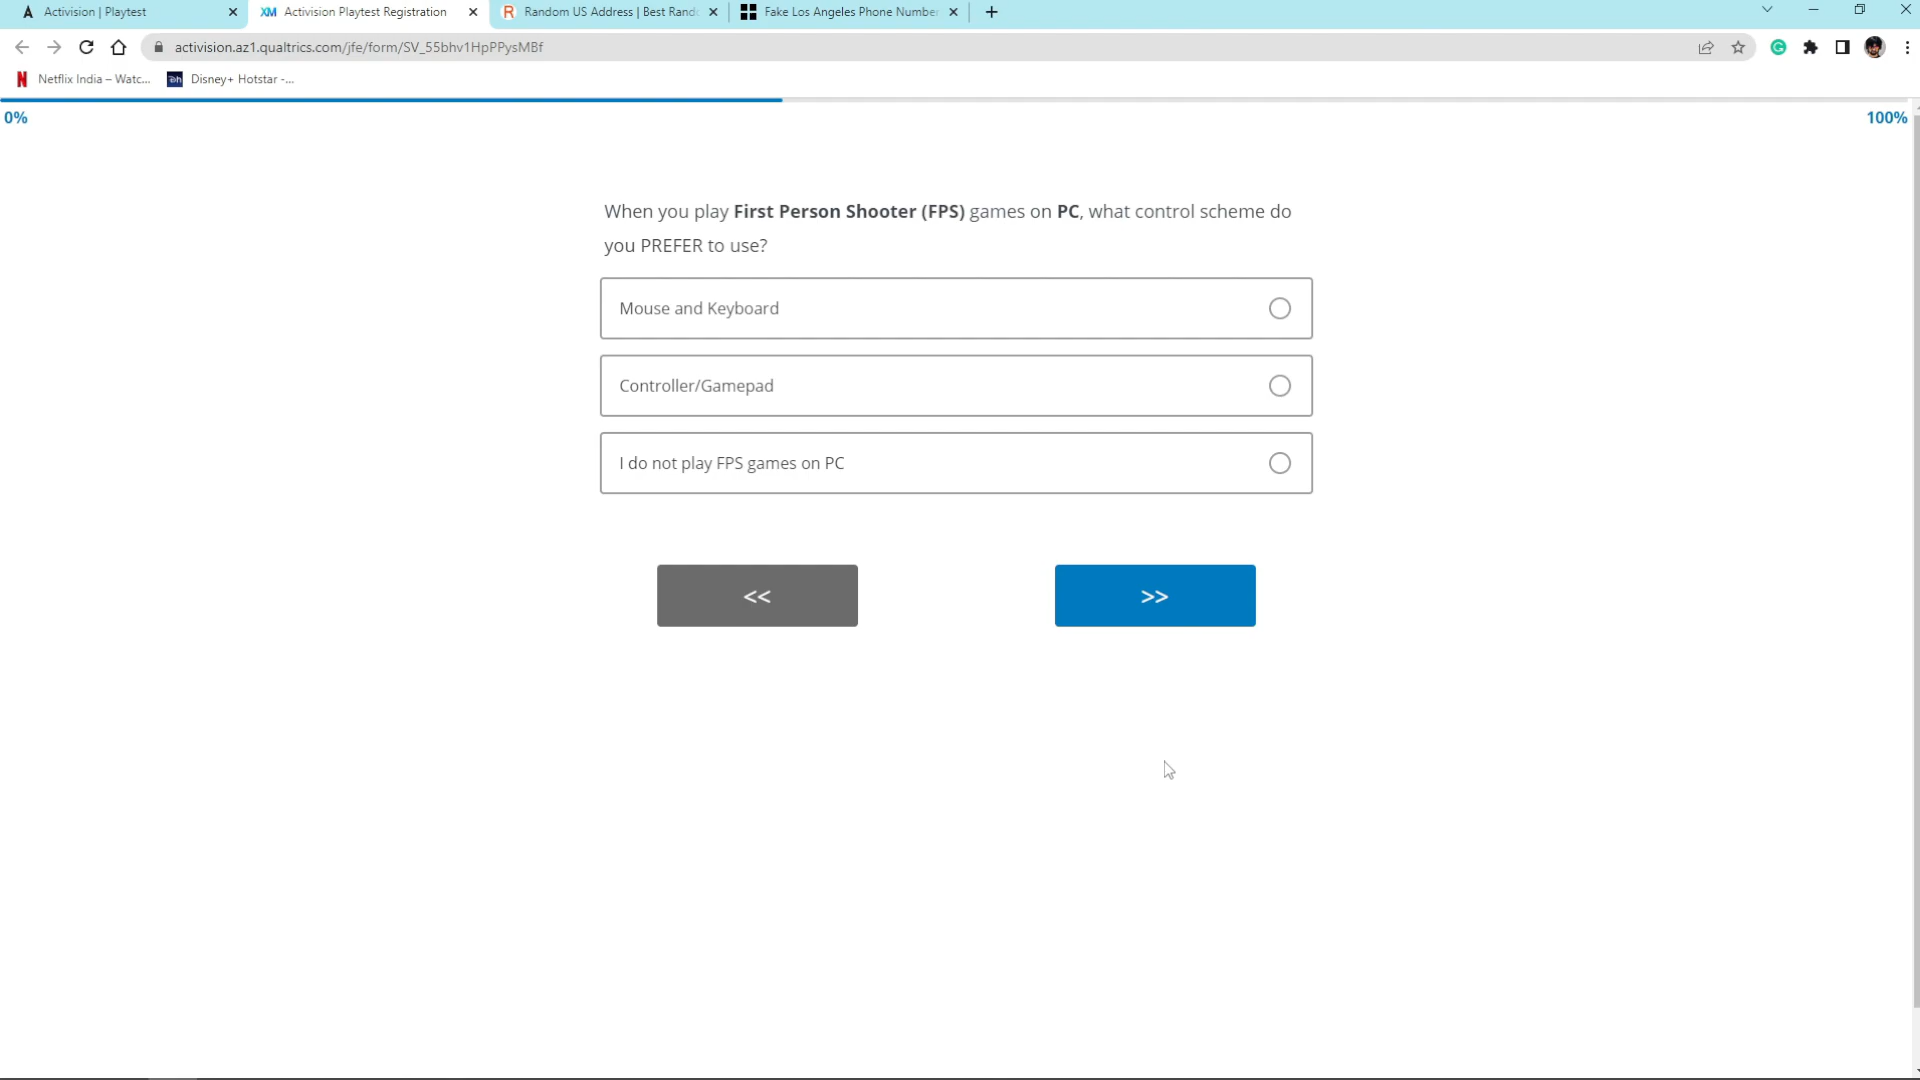 Activision | Playtest
XM Activision Playtest Registration
R Random US Address | Best Rand
Fake Los Angeles Phone Number
activision.az1.qualtrics.com/jfe/form/SV_55bhv1HpPPysMBf
Netflix India – Watc...
Disney+ Hotstar -...
0%
100%
When you play First Person Shooter (FPS) games on PC, what control scheme do
you PREFER to use?
Mouse and Keyboard
Controller/Gamepad
I do not play FPS games on PC
<<
>>